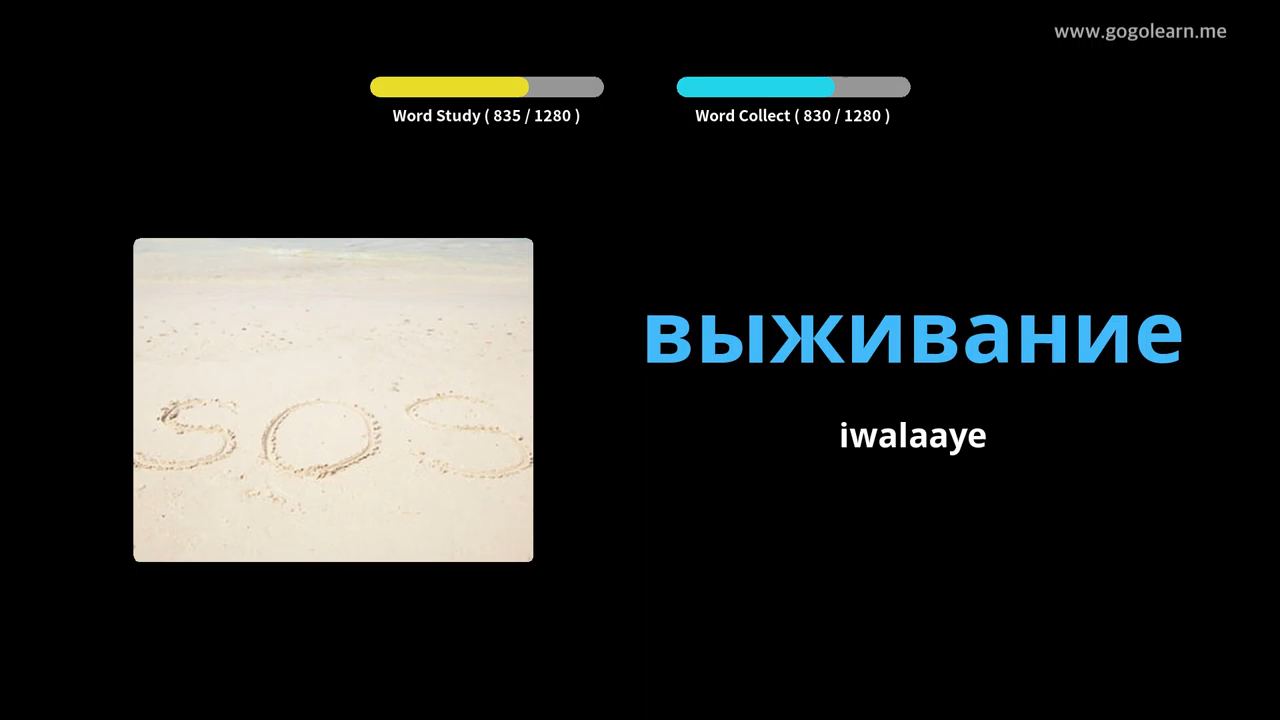 www.gogolearn.me
Word Study ( 835 / 1280 )
Word Collect ( 830 / 1280 )
SOS
выживание
iwalaaye